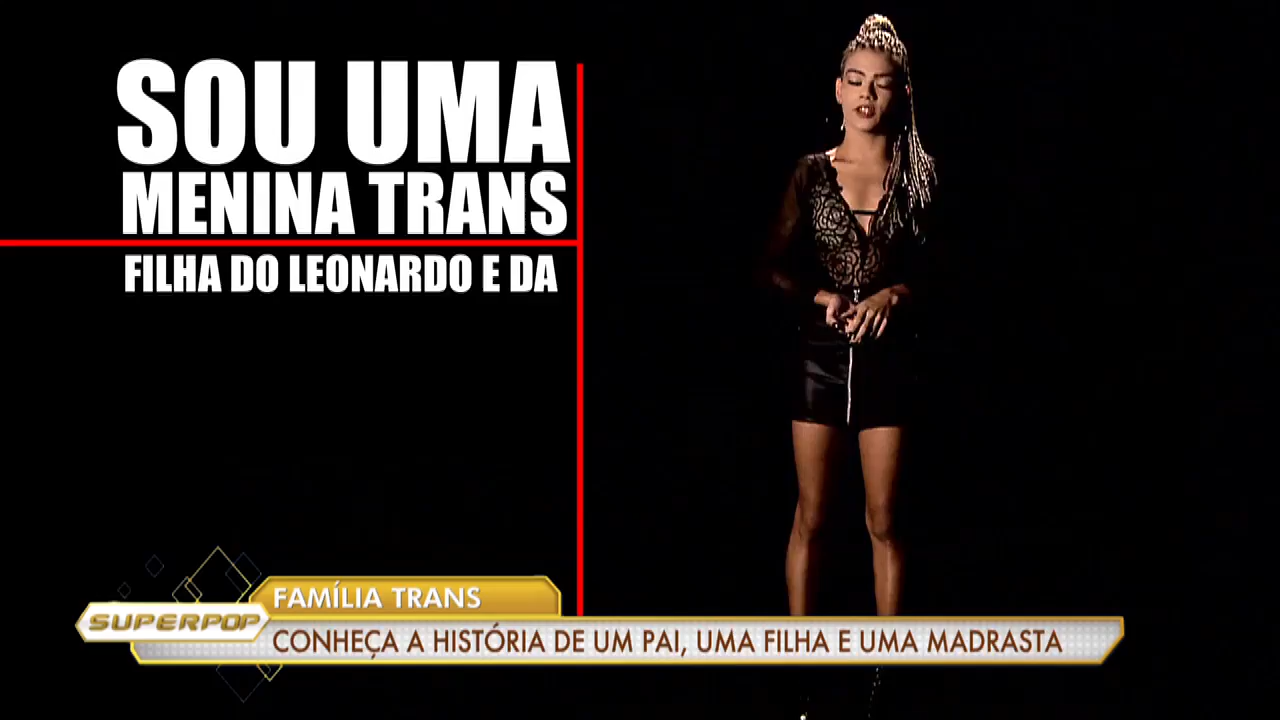 SOU UMA
MENINA TRANS
FILHA DO LEONARDO E DA
FAMÍLIA TRANS
SUPERPOP
CONHEÇA A HISTÓRIA DE UM PAI, UMA FILHA E UMA MADRASTA